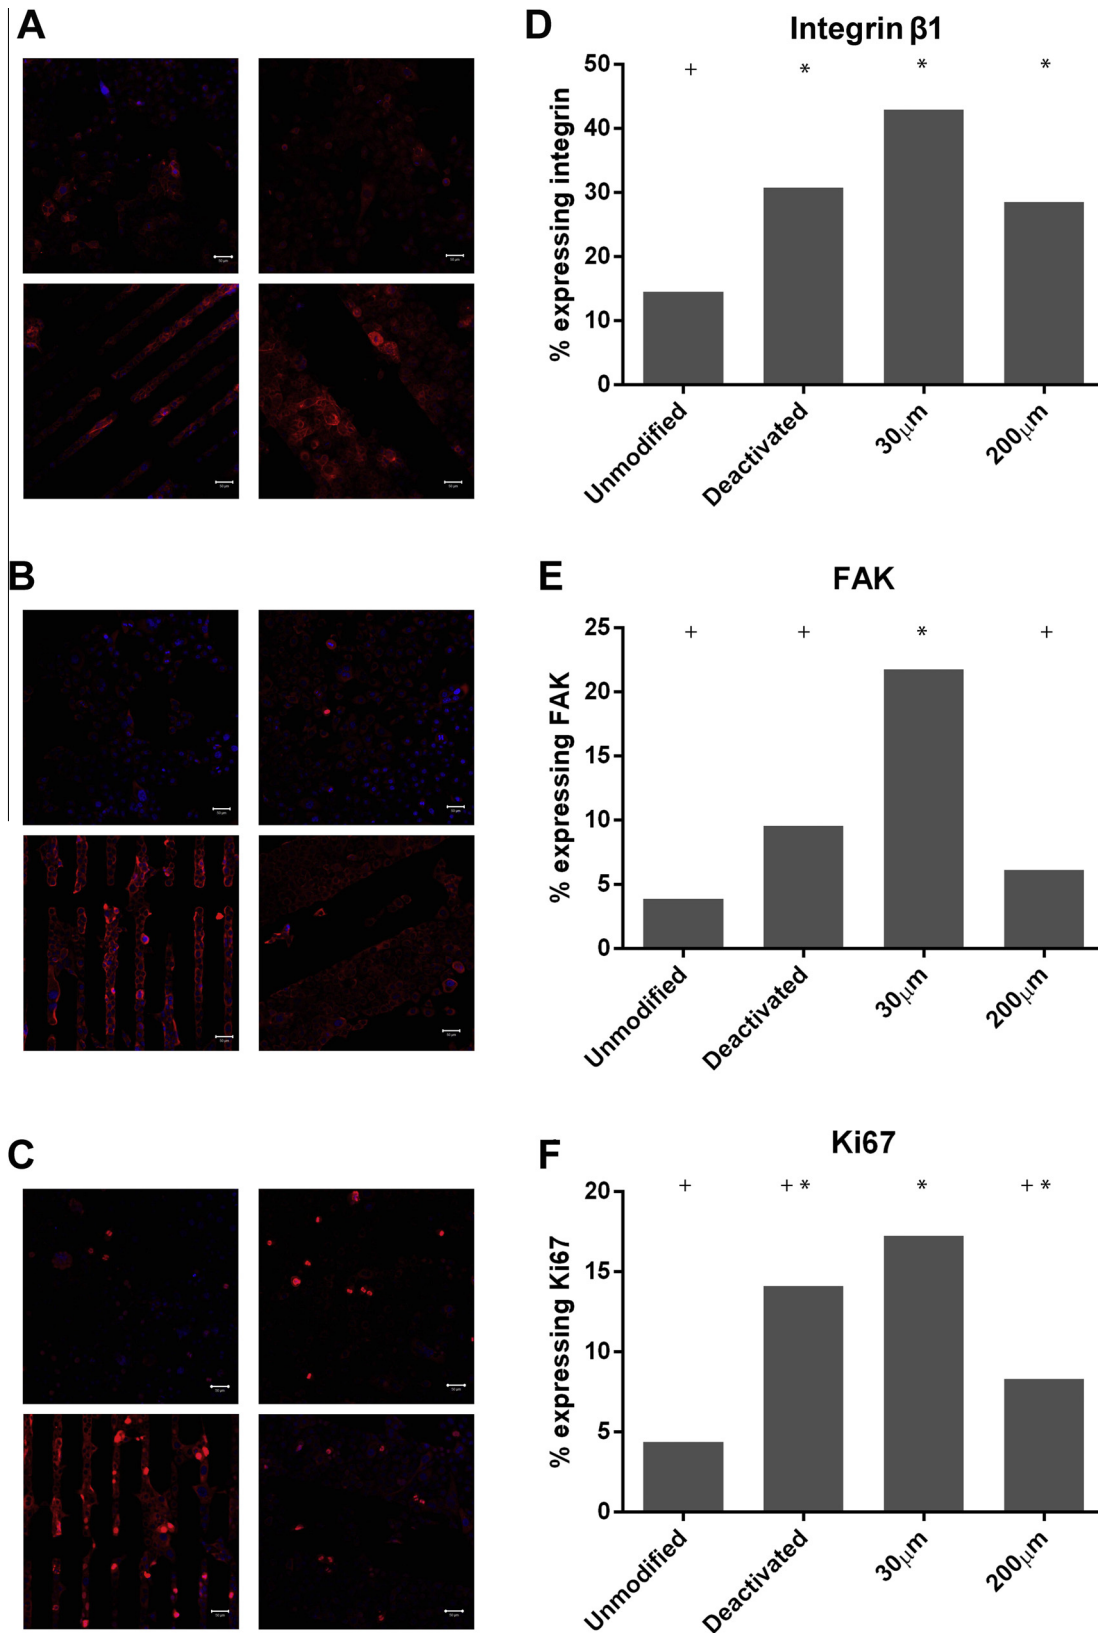 A
D
Integrin β1
% expressing integrin
50
40
30
20
10
0
+
*
*
*
Unmodified
Deactivated
30μm
200μm
B
E
FAK
% expressing FAK
25
20
15
10
5
0
+
+
*
+
Unmodified
Deactivated
30μm
200μm
C
F
Ki67
% expressing Ki67
20
15
10
5
0
+
+ *
*
+ *
Unmodified
Deactivated
30μm
200μm